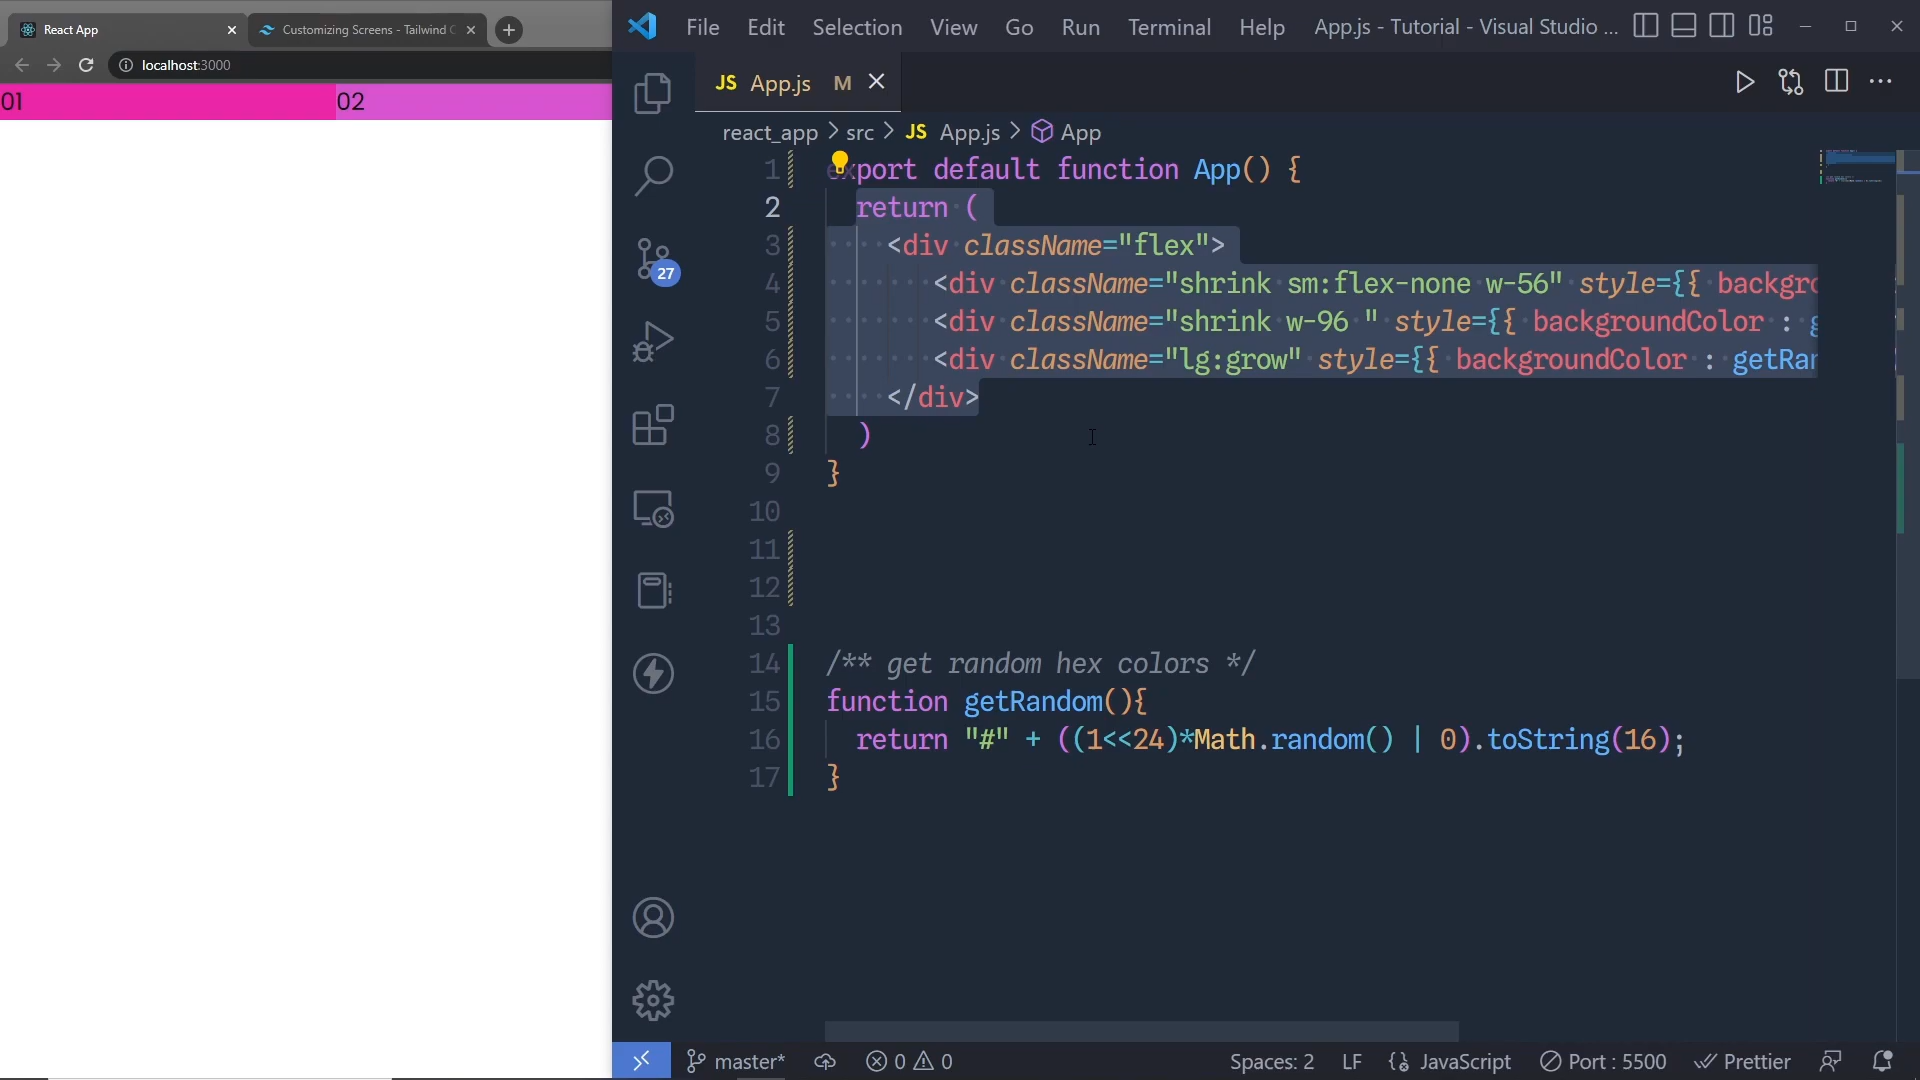 React App
Customizing Screens - Tailwind C
localhost:3000
01 02
File Edit Selection View Go Run Terminal Help App.js - Tutorial - Visual Studio ...
JS App.js M
react_app > src > JS App.js > App
1 export default function App() {
2 return (
3 <div className="flex">
4 <div className="shrink sm:flex-none w-56" style={{ backgro
5 <div className="shrink w-96 " style={{ backgroundColor : g
6 <div className="lg:grow" style={{ backgroundColor : getRan
7 </div>
8 )
9 }
10
11
12
13
14 /** get random hex colors */
15 function getRandom(){
16 return "#" + ((1<<24)*Math.random() | 0).toString(16);
17 }
27
master* 0 0 Spaces: 2 LF JavaScript Port : 5500 Prettier